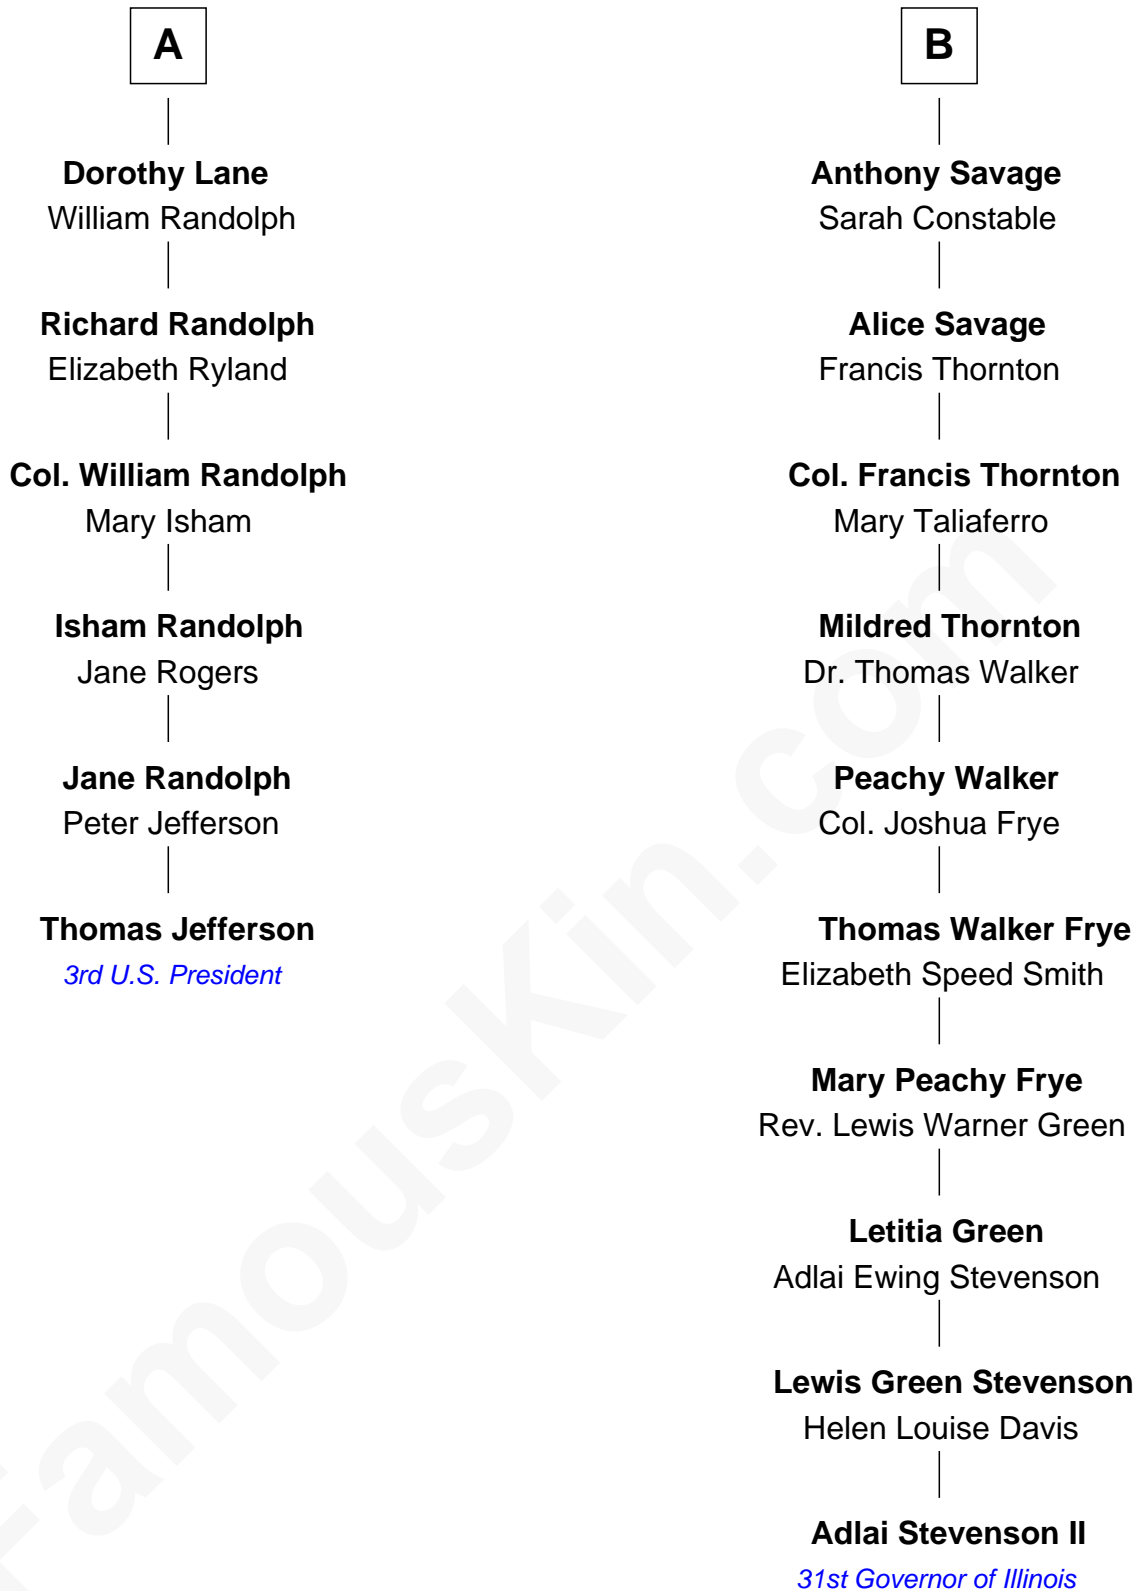 A
Dorothy Lane
William Randolph
Richard Randolph
Elizabeth Ryland
Col. William Randolph
Mary Isham
Isham Randolph
Jane Rogers
Jane Randolph
Peter Jefferson
Thomas Jefferson
3rd U.S. President
B
Anthony Savage
Sarah Constable
Alice Savage
Francis Thornton
Col. Francis Thornton
Mary Taliaferro
Mildred Thornton
Dr. Thomas Walker
Peachy Walker
Col. Joshua Frye
Thomas Walker Frye
Elizabeth Speed Smith
Mary Peachy Frye
Rev. Lewis Warner Green
Letitia Green
Adlai Ewing Stevenson
Lewis Green Stevenson
Helen Louise Davis
Adlai Stevenson II
31st Governor of Illinois
FamousKin.com